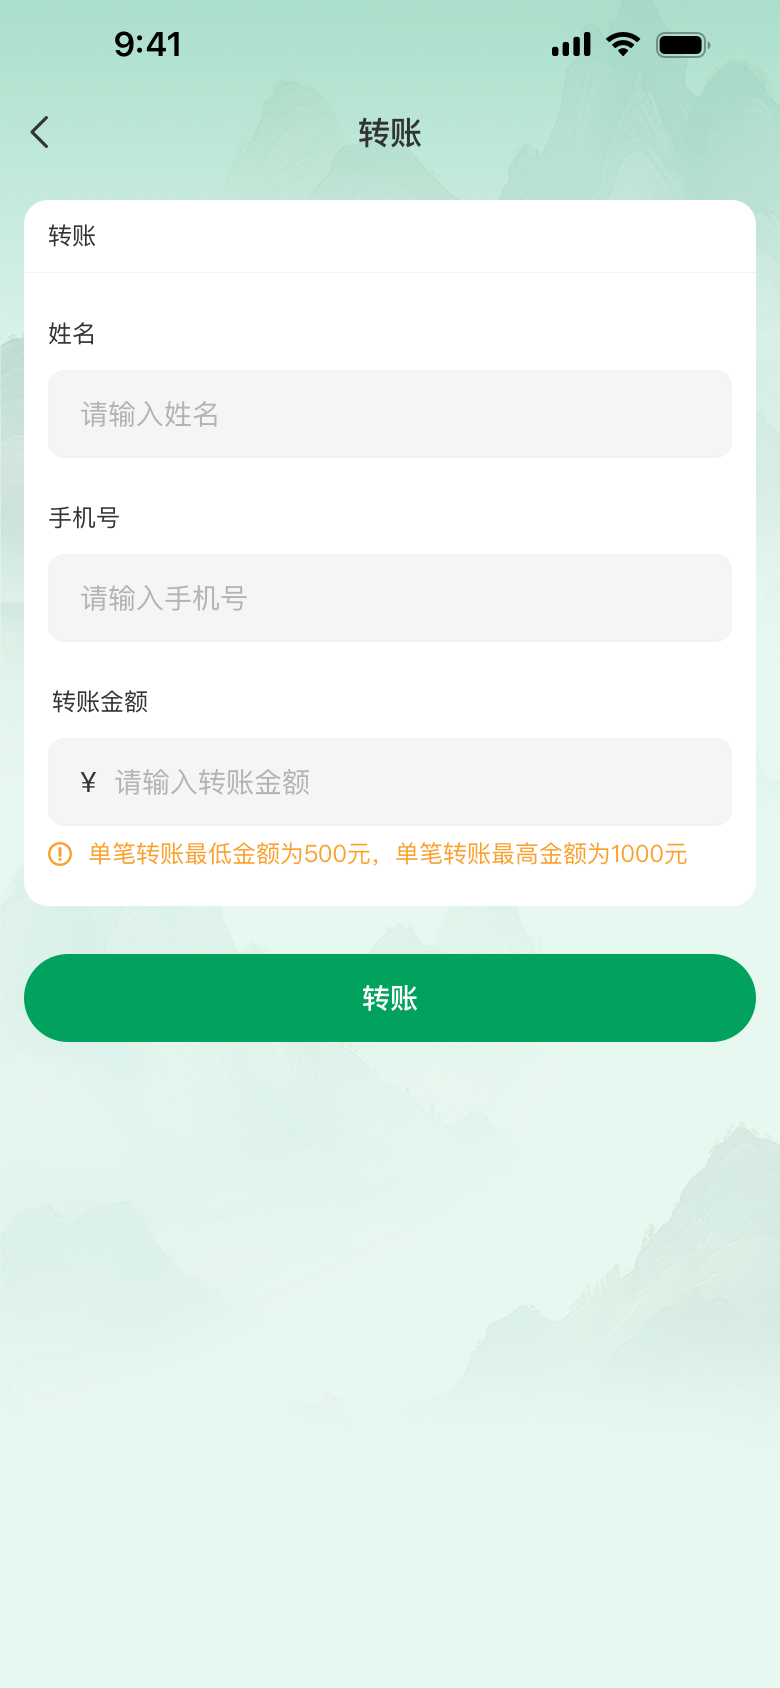 9:41
转账
转账
姓名
请输入姓名
手机号
请输入手机号
转账金额
¥ 请输入转账金额
单笔转账最低金额为500元，单笔转账最高金额为1000元
转账